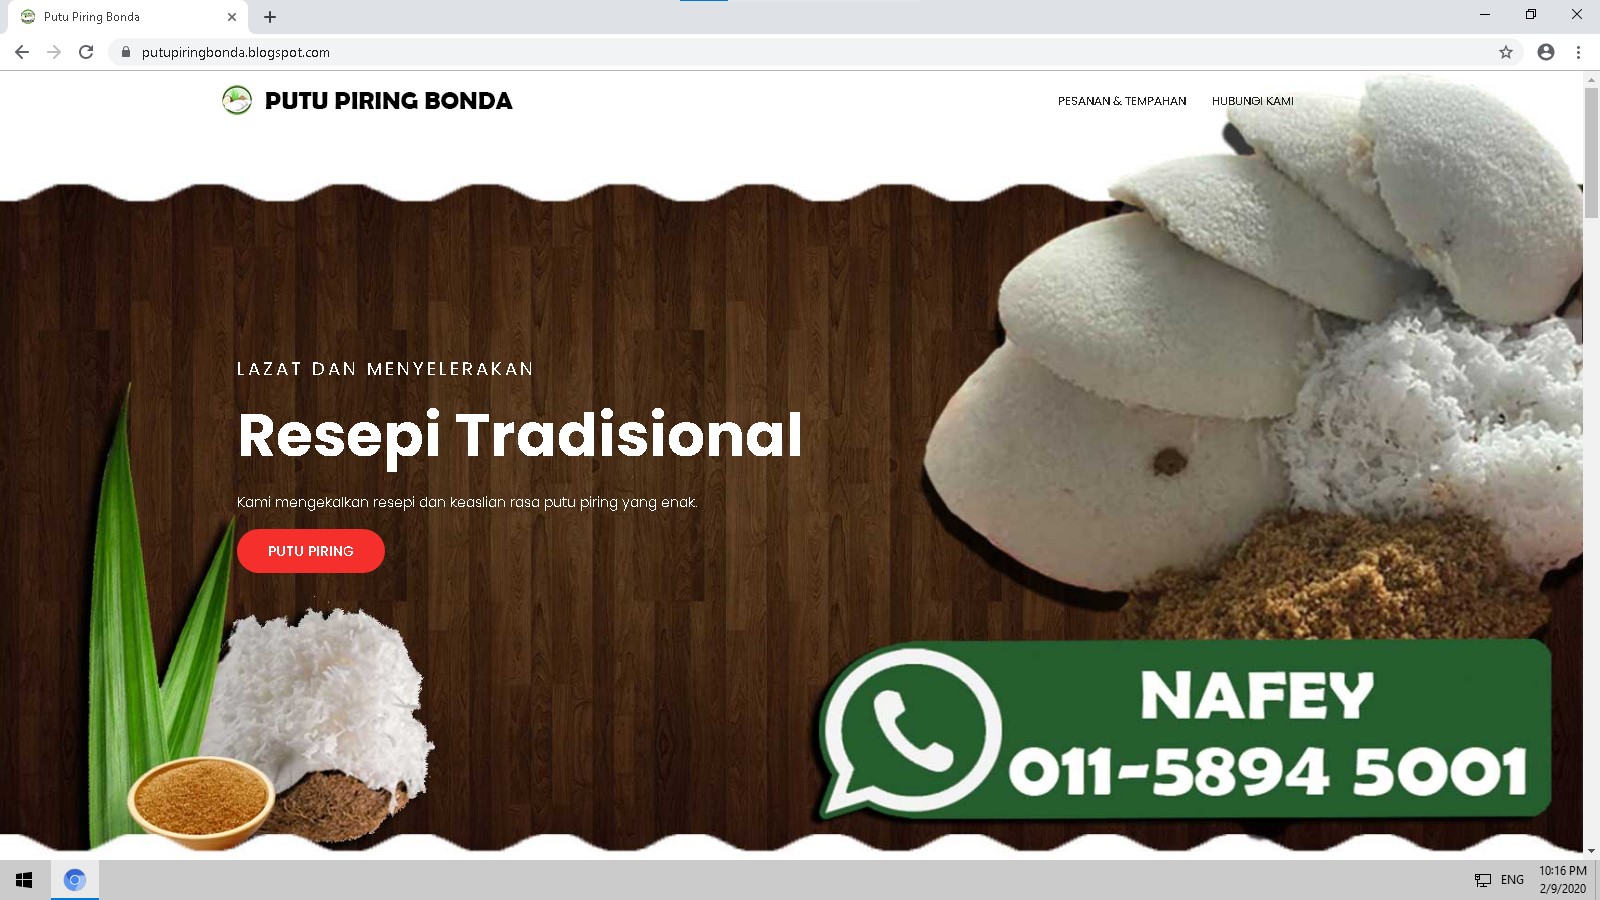 Putu Piring Bonda
putupiringbonda.blogspot.com
PUTU PIRING BONDA
PESANAN & TEMPAHAN
HUBUNGI KAMI
LAZAT DAN MENYELERAKAN
Resepi Tradisional
Kami mengekalkan resepi dan keaslian rasa putu piring yang enak.
PUTU PIRING
NAFEY
011-5894 5001
ENG
10:16 PM
2/9/2020